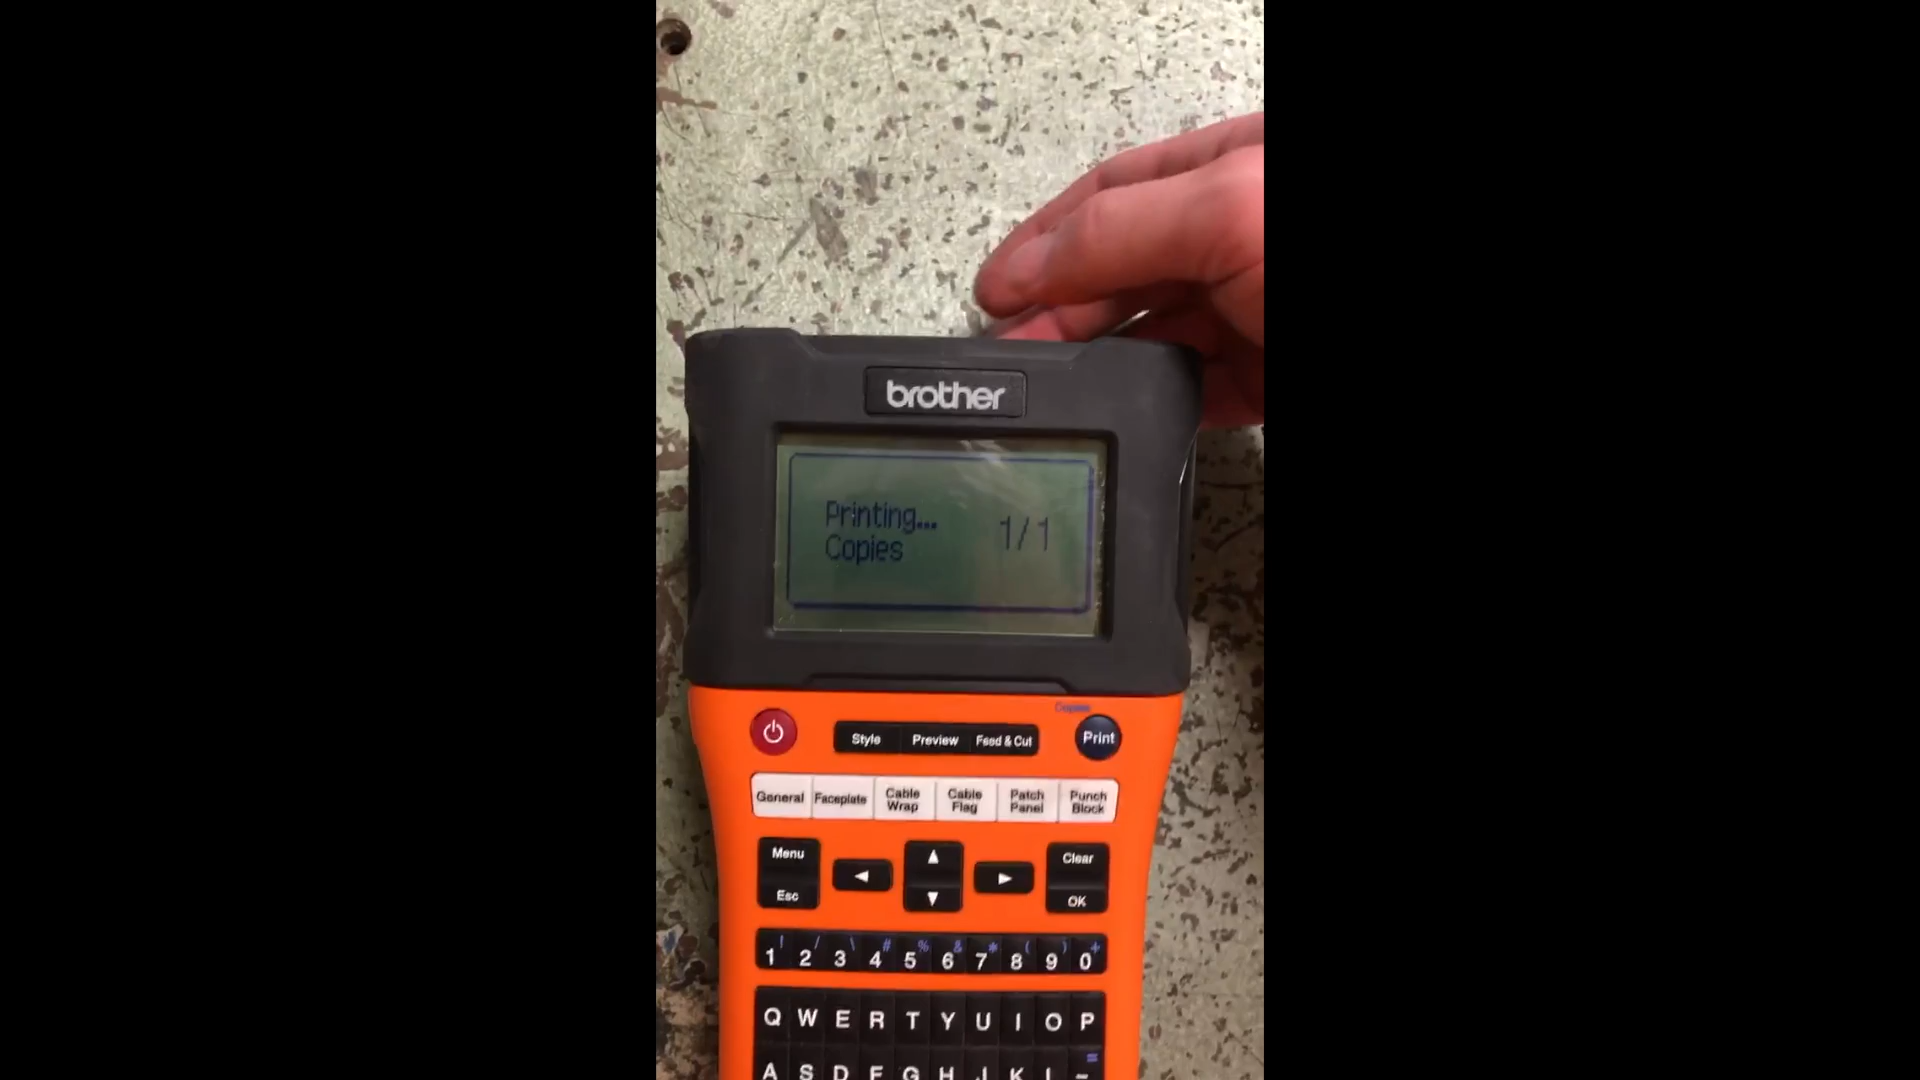 brother
Printing... 1/1
Copies
Copies
Style Preview Feed & Cut Print
General Faceplate Cable Wrap Cable Flag Patch Panel Punch Block
Menu ▲ Clear
◄ ►
Esc ▼ OK
! / \ # % & * ( ) +
1 2 3 4 5 6 7 8 9 0
Q W E R T Y U I O P
=
A S D F G H J K L –